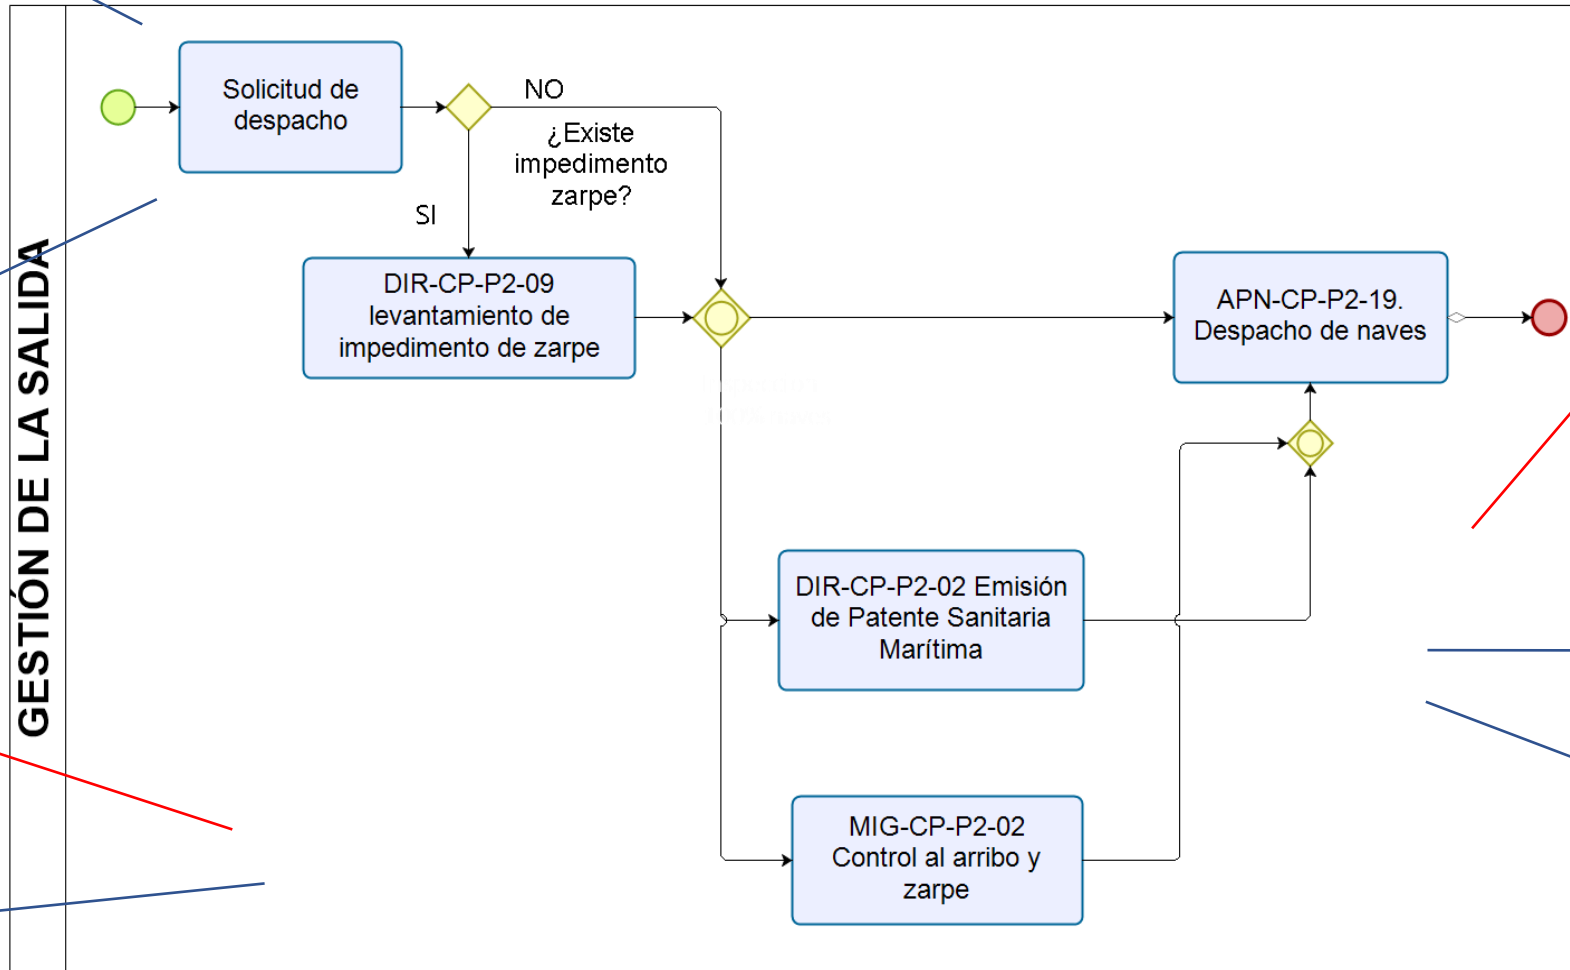 GESTIÓN DE LA SALIDA
Solicitud de
despacho
NO
¿Existe
impedimento
zarpe?
SI
DIR-CP-P2-09
levantamiento de
impedimento de zarpe
APN-CP-P2-19.
Despacho de naves
DIR-CP-P2-02 Emisión
de Patente Sanitaria
Marítima
MIG-CP-P2-02
Control al arribo y
zarpe